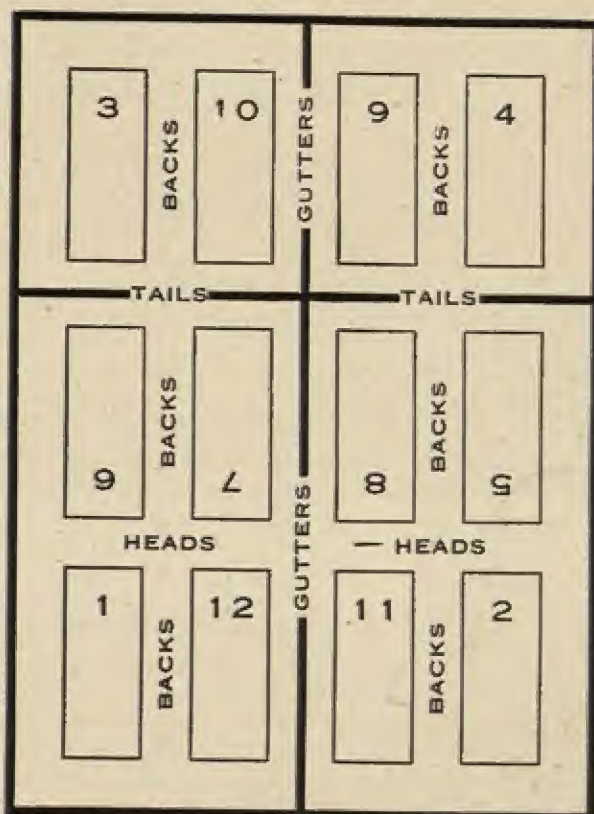 3 BACKS 10 GUTTERS 9 BACKS 4
TAILS TAILS
6 BACKS 7 GUTTERS 8 BACKS 5
HEADS — HEADS
1 BACKS 12 11 BACKS 2